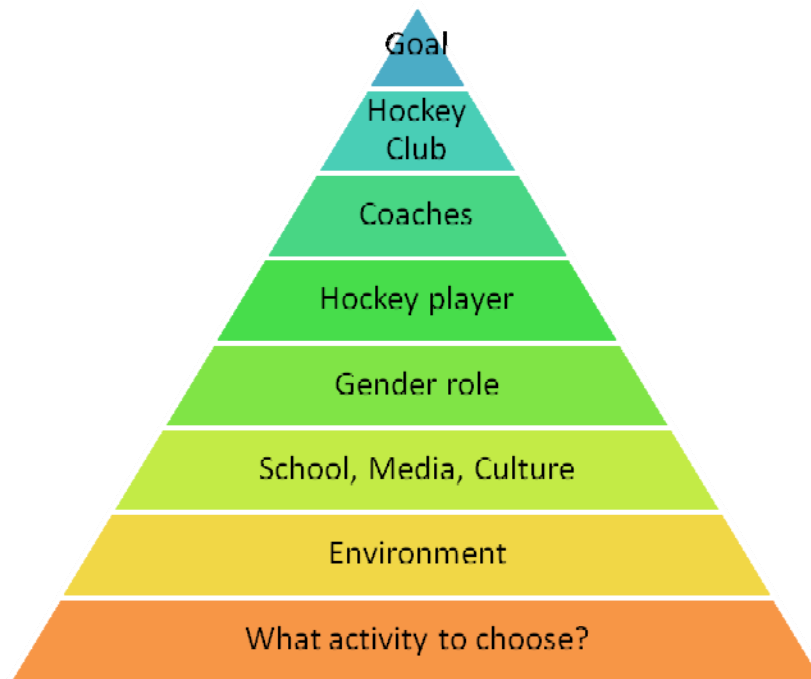 Goal
Hockey
Club
Coaches
Hockey player
Gender role
School, Media, Culture
Environment
What activity to choose?